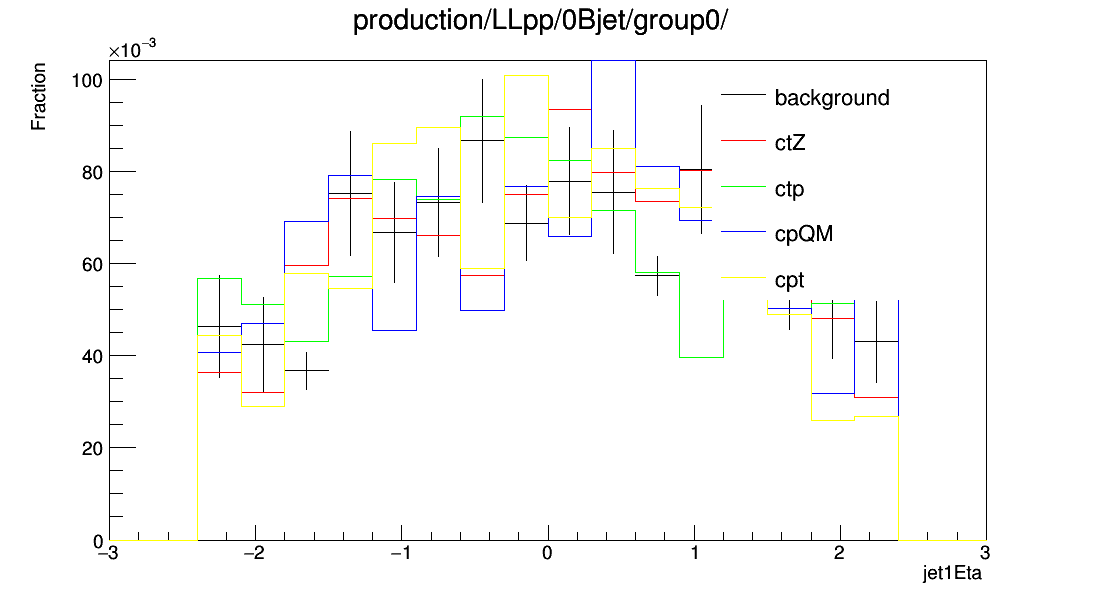 production/LLpp/0Bjet/group0/
×10⁻³
Fraction
100
80
60
40
20
0
background
ctZ
ctp
cpQM
cpt
−3 −2 −1 0 1 2 3
jet1Eta